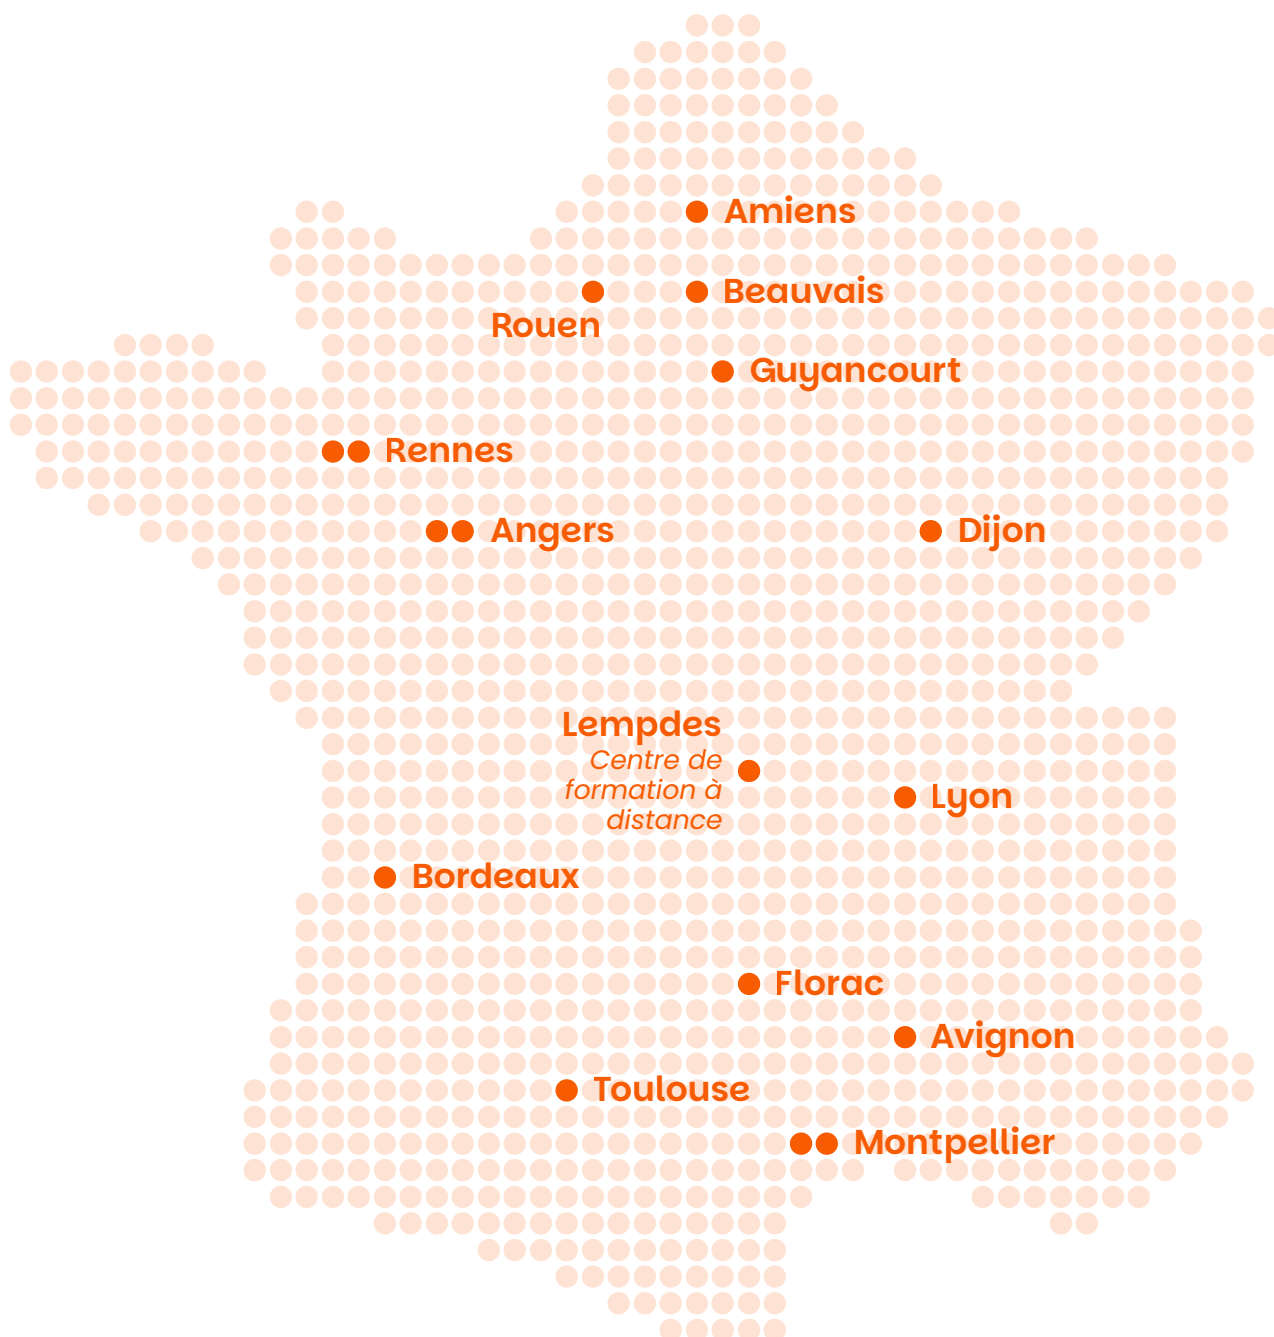 Amiens
Beauvais
Rouen
Guyancourt
Rennes
Angers
Dijon
Lempdes
Centre de
formation à
distance
Lyon
Bordeaux
Florac
Avignon
Toulouse
Montpellier